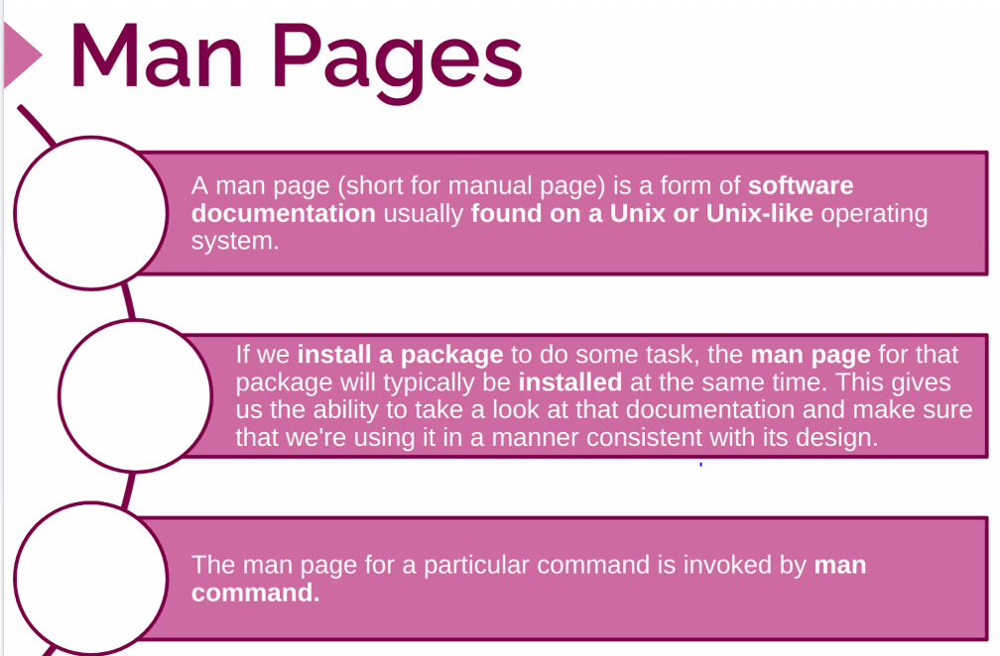 Man Pages
A man page (short for manual page) is a form of software
documentation usually found on a Unix or Unix-like operating
system.
If we install a package to do some task, the man page for that
package will typically be installed at the same time. This gives
us the ability to take a look at that documentation and make sure
that we're using it in a manner consistent with its design.
The man page for a particular command is invoked by man
command.